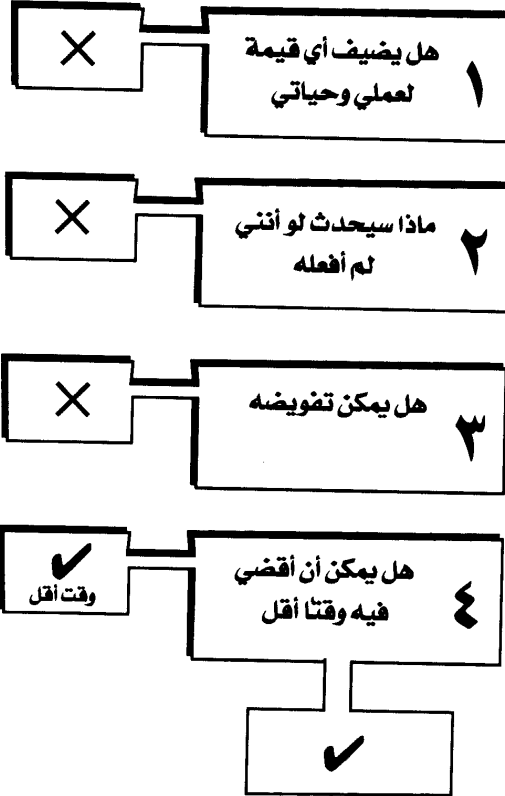 ١ هل يضيف أي قيمة
لعملي وحياتي
٢ ماذا سيحدث لو أنني
لم أفعله
٣ هل يمكن تفويضه
٤ هل يمكن أن أقضي
فيه وقتًا أقل
وقت أقل